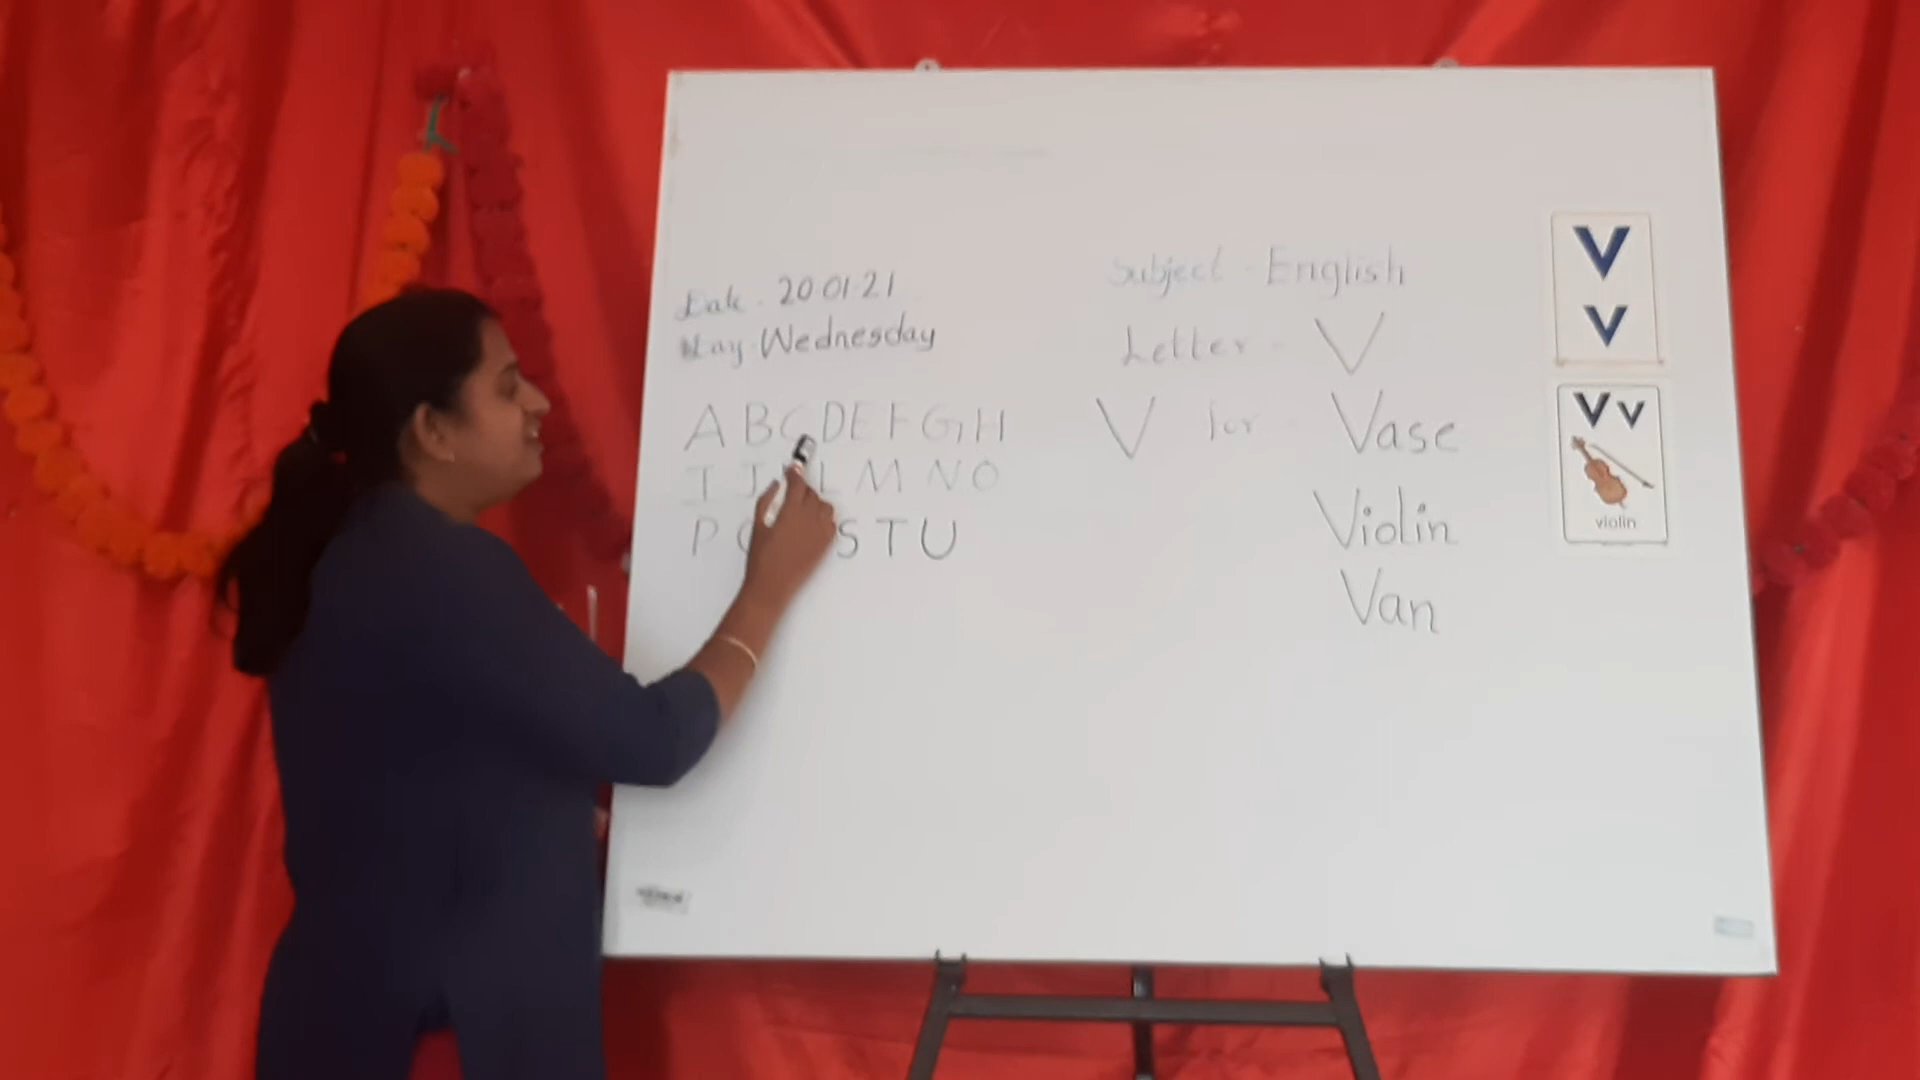 Date - 20 01 21
Day - Wednesday
A B C D E F G H
I J L M N O
P S T U
Subject - English
Letter - V
V for - Vase
Violin
Van
V
v
V v
violin